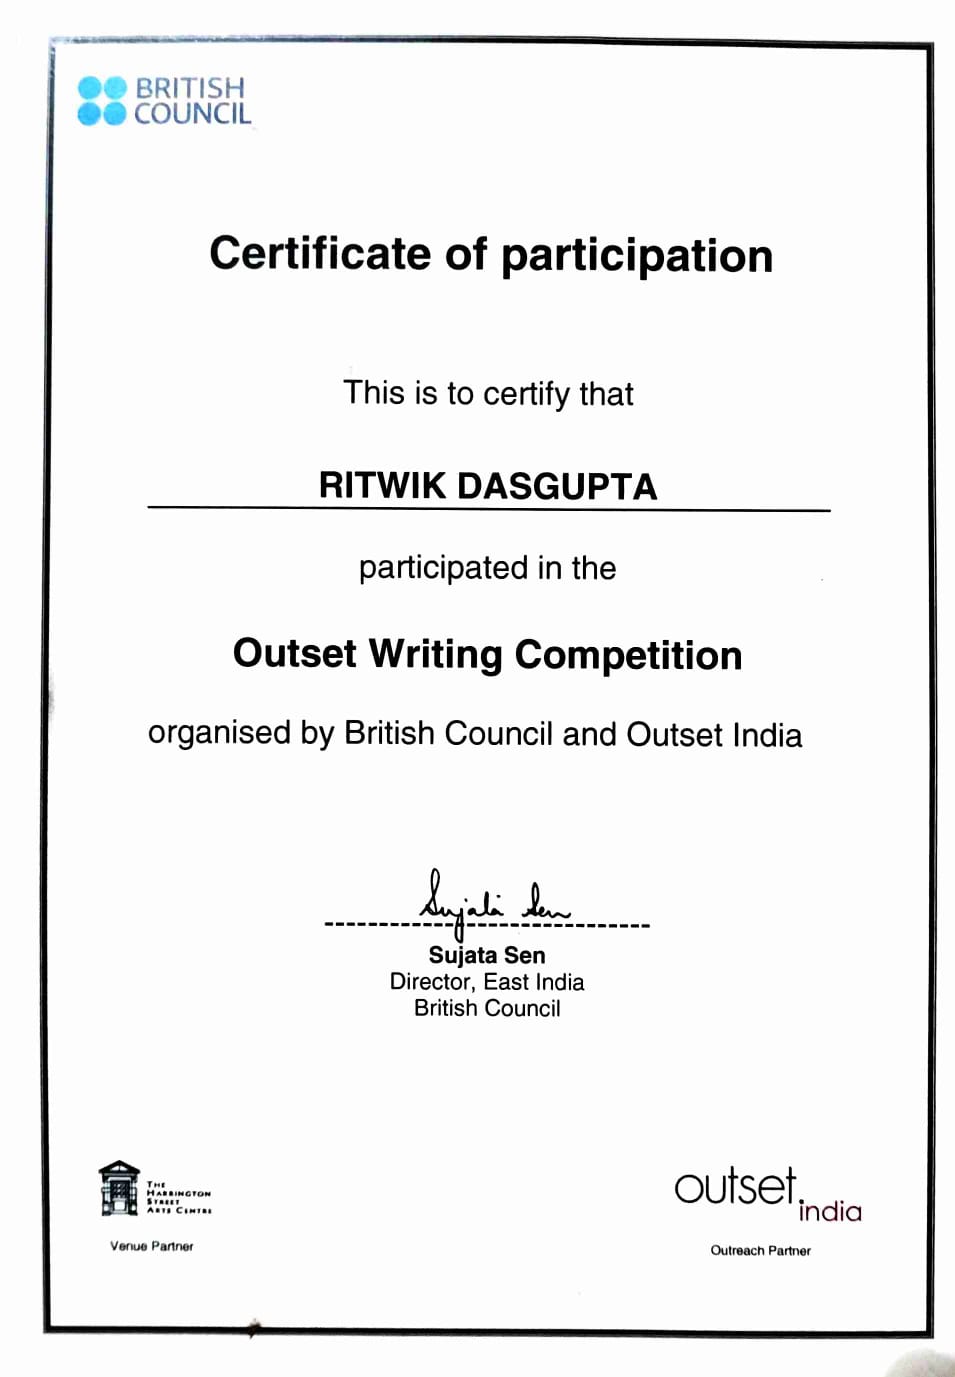 BRITISH
COUNCIL
Certificate of participation
This is to certify that
RITWIK DASGUPTA
participated in the
Outset Writing Competition
organised by British Council and Outset India
Sujata Sen
Sujata Sen
Director, East India
British Council
THE
HARRINGTON
STREET
ARTS CENTRE
Venue Partner
outset.
india
Outreach Partner